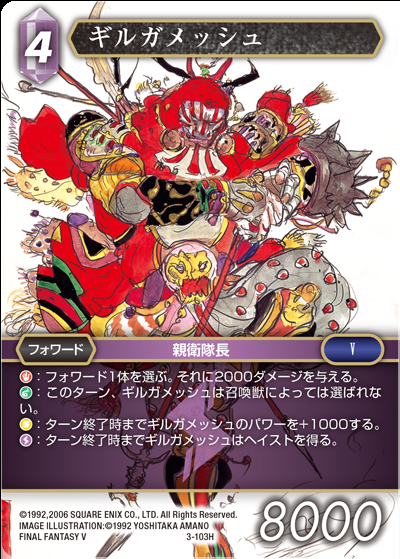 4
ギルガメッシュ
フォワード
親衛隊長
V
：フォワード1体を選ぶ。それに2000ダメージを与える。
：このターン、ギルガメッシュは召喚獣によっては選ばれな
い。
：ターン終了時までギルガメッシュのパワーを+1000する。
：ターン終了時までギルガメッシュはヘイストを得る。
©1992,2006 SQUARE ENIX CO., LTD. All Rights Reserved.
IMAGE ILLUSTRATION:©1992 YOSHITAKA AMANO
FINAL FANTASY V
3-103H
8000